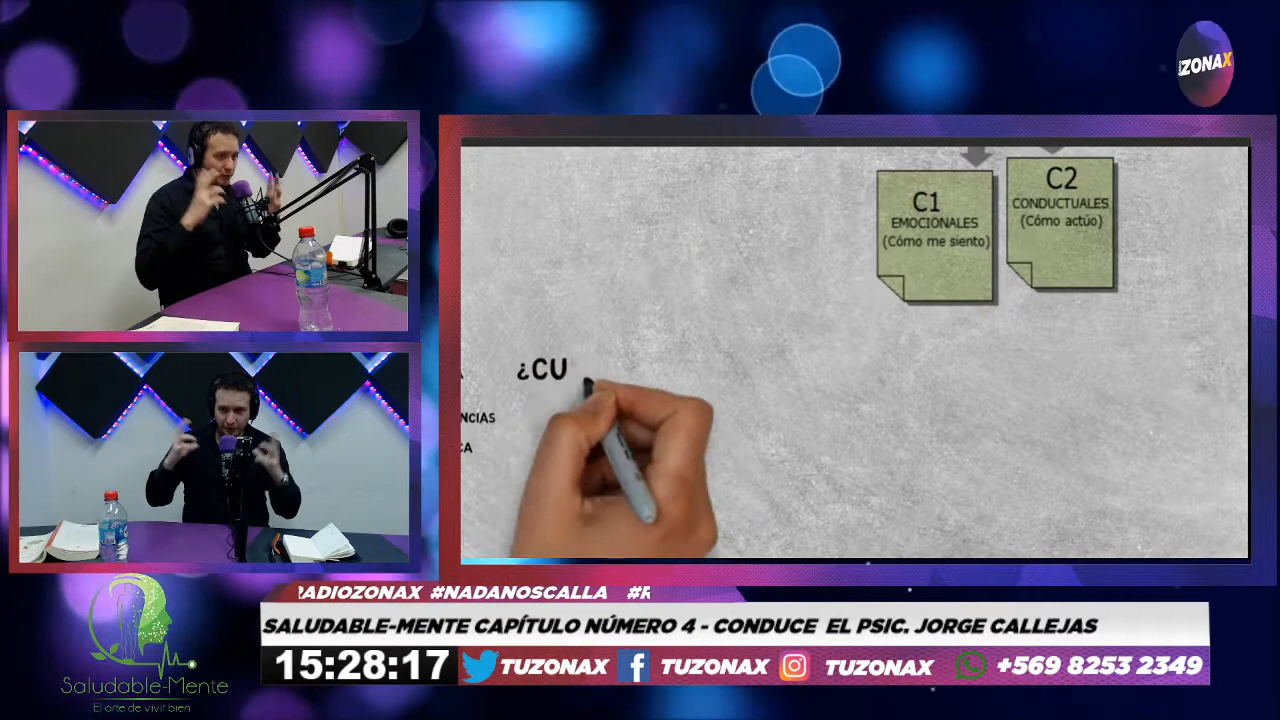 ZONAX
C1
EMOCIONALES
(Cómo me siento)
C2
CONDUCTUALES
(Cómo actúo)
¿CU
NCIAS
CA
RADIOZONAX #NADANOSCALLA #R
SALUDABLE-MENTE CAPÍTULO NÚMERO 4 - CONDUCE EL PSIC. JORGE CALLEJAS
15:28:17 TUZONAX TUZONAX TUZONAX +569 8253 2349
Saludable-Mente
El arte de vivir bien